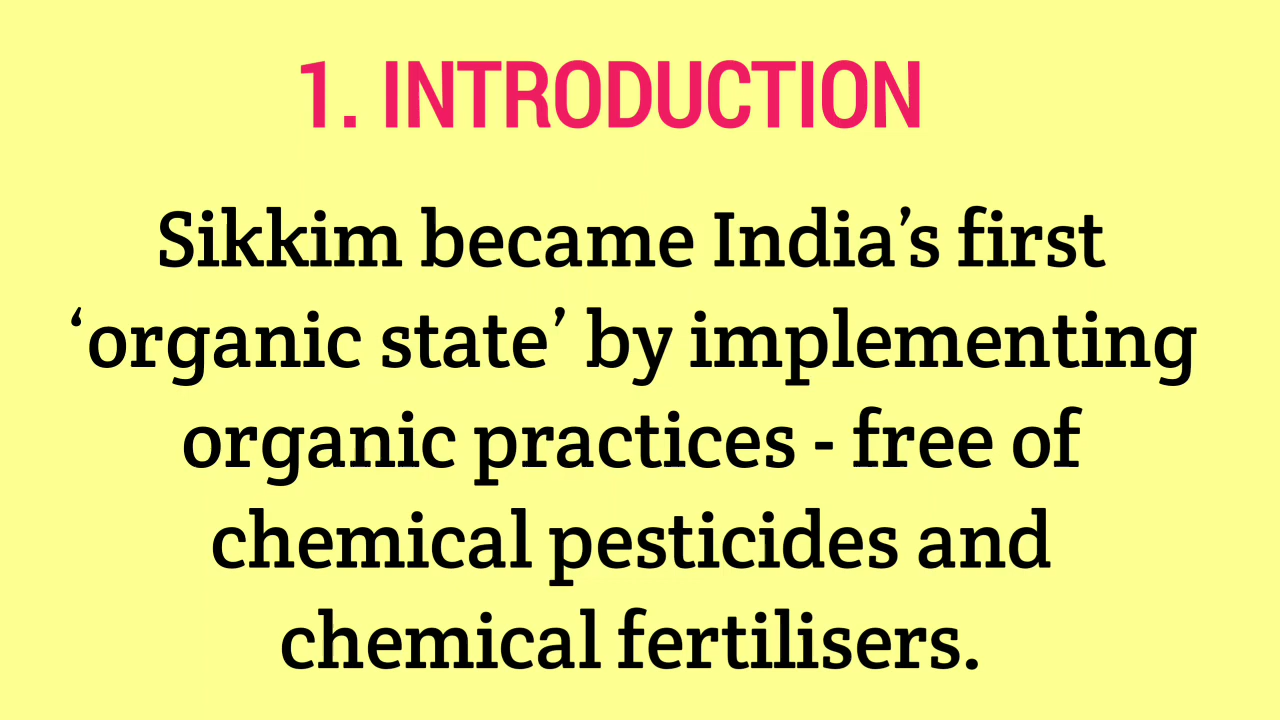 1. INTRODUCTION
Sikkim became India’s first
‘organic state’ by implementing
organic practices - free of
chemical pesticides and
chemical fertilisers.